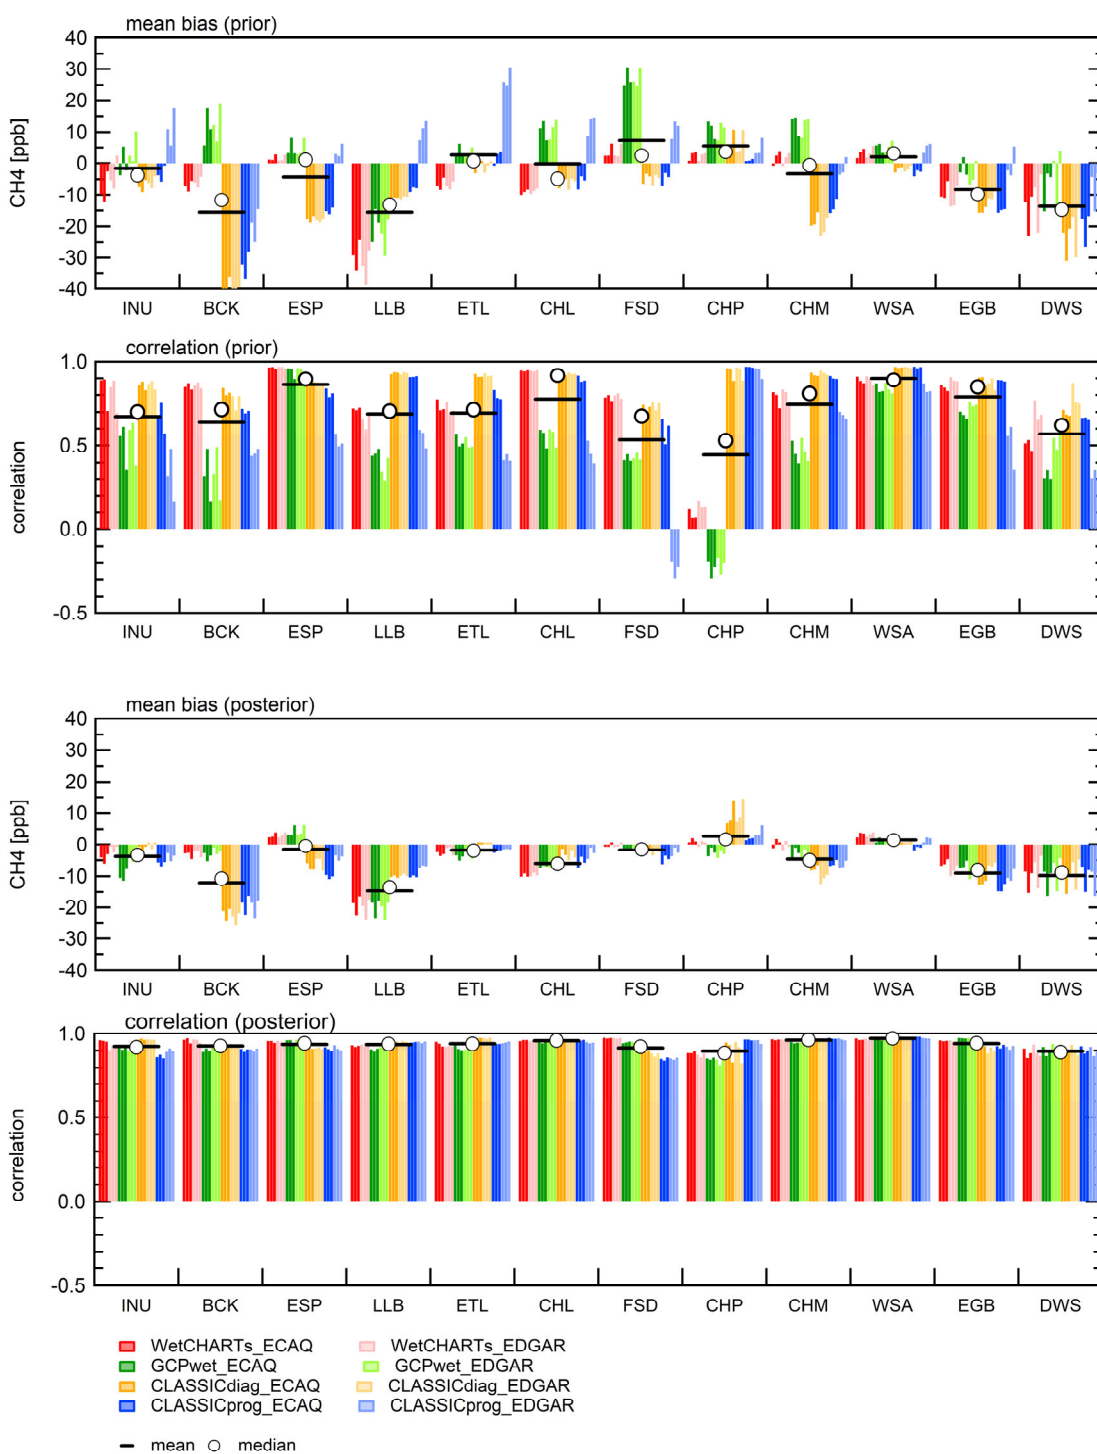 mean bias (prior)
40
30
20
10
0
-10
-20
-30
-40
CH4 [ppb]
INU BCK ESP LLB ETL CHL FSD CHP CHM WSA EGB DWS
correlation (prior)
1.0
0.5
0.0
-0.5
correlation
INU BCK ESP LLB ETL CHL FSD CHP CHM WSA EGB DWS
mean bias (posterior)
40
30
20
10
0
-10
-20
-30
-40
CH4 [ppb]
INU BCK ESP LLB ETL CHL FSD CHP CHM WSA EGB DWS
correlation (posterior)
1.0
0.5
0.0
-0.5
correlation
INU BCK ESP LLB ETL CHL FSD CHP CHM WSA EGB DWS
WetCHARTs_ECAQ WetCHARTs_EDGAR
GCPwet_ECAQ GCPwet_EDGAR
CLASSICdiag_ECAQ CLASSICdiag_EDGAR
CLASSICprog_ECAQ CLASSICprog_EDGAR
mean median